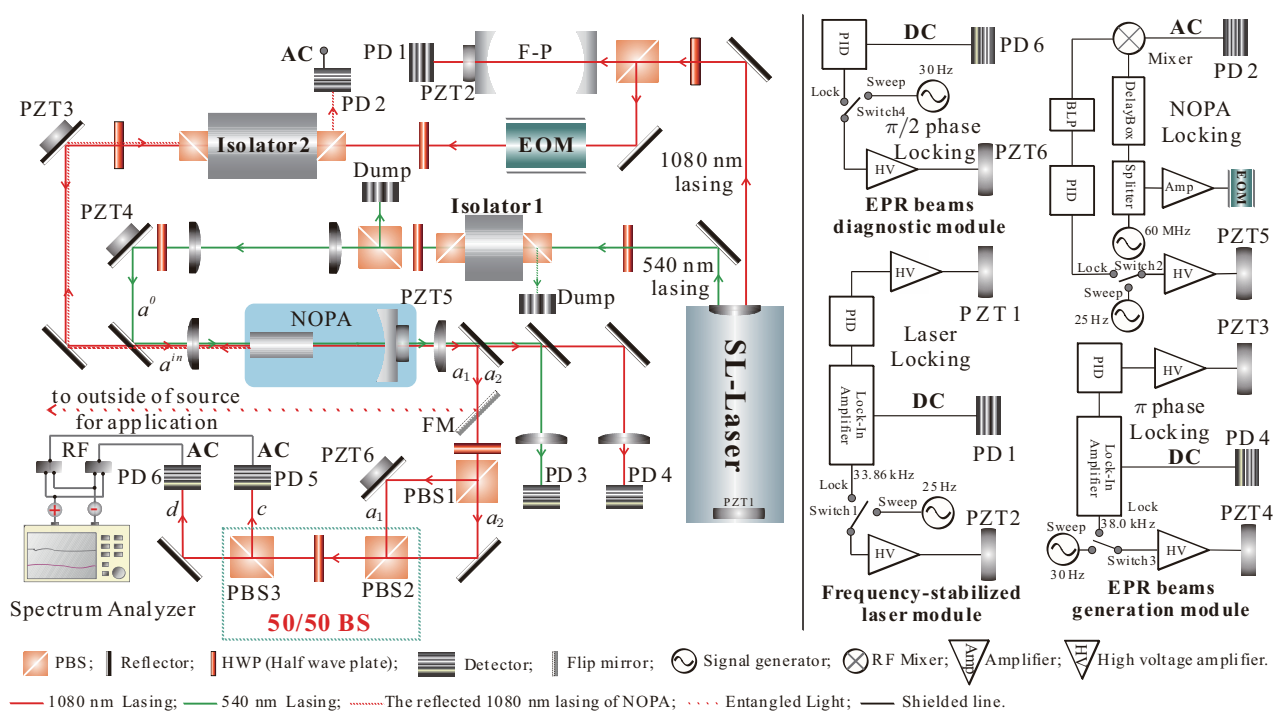 AC
PD 1
F-P
PZT2
PD 2
PZT3
Isolator2
EOM
1080 nm
lasing
Dump
PZT4
Isolator1
540 nm
lasing
Dump
a^0
NOPA
PZT5
a^in
a_1
a_2
SL-Laser
PZT1
to outside of source
for application
FM
RF
AC
AC
PD 6
PD 5
PZT6
PBS1
PD 3
PD 4
d
c
a_1
a_2
PBS3
PBS2
Spectrum Analyzer
50/50 BS
PID
DC
PD 6
Sweep
30Hz
Lock
Switch4
π/2 phase
Locking
PZT6
HV
EPR beams
diagnostic module
AC
PD 2
Mixer
BLP
DelayBox
NOPA
Locking
PID
Splitter
Amp
EOM
60 MHz
PZT5
Lock
Switch2
HV
Sweep
25Hz
HV
PZT 1
PID
Laser
Locking
Lock-In
Amplifier
DC
PD 1
33.86 kHz
Lock
Switch1
Sweep
25Hz
PZT2
HV
Frequency-stabilized
laser module
PZT3
PID
HV
π phase
Locking
PD 4
Lock-In
Amplifier
DC
Lock
38.0 kHz
PZT4
Sweep
30Hz
Switch3
HV
EPR beams
generation module
PBS; Reflector; HWP (Half wave plate); Detector; Flip mirror; Signal generator; RF Mixer; Amp Amplifier; HV High voltage amplifier.
1080 nm Lasing; 540 nm Lasing; The reflected 1080 nm lasing of NOPA; Entangled Light; Shielded line.